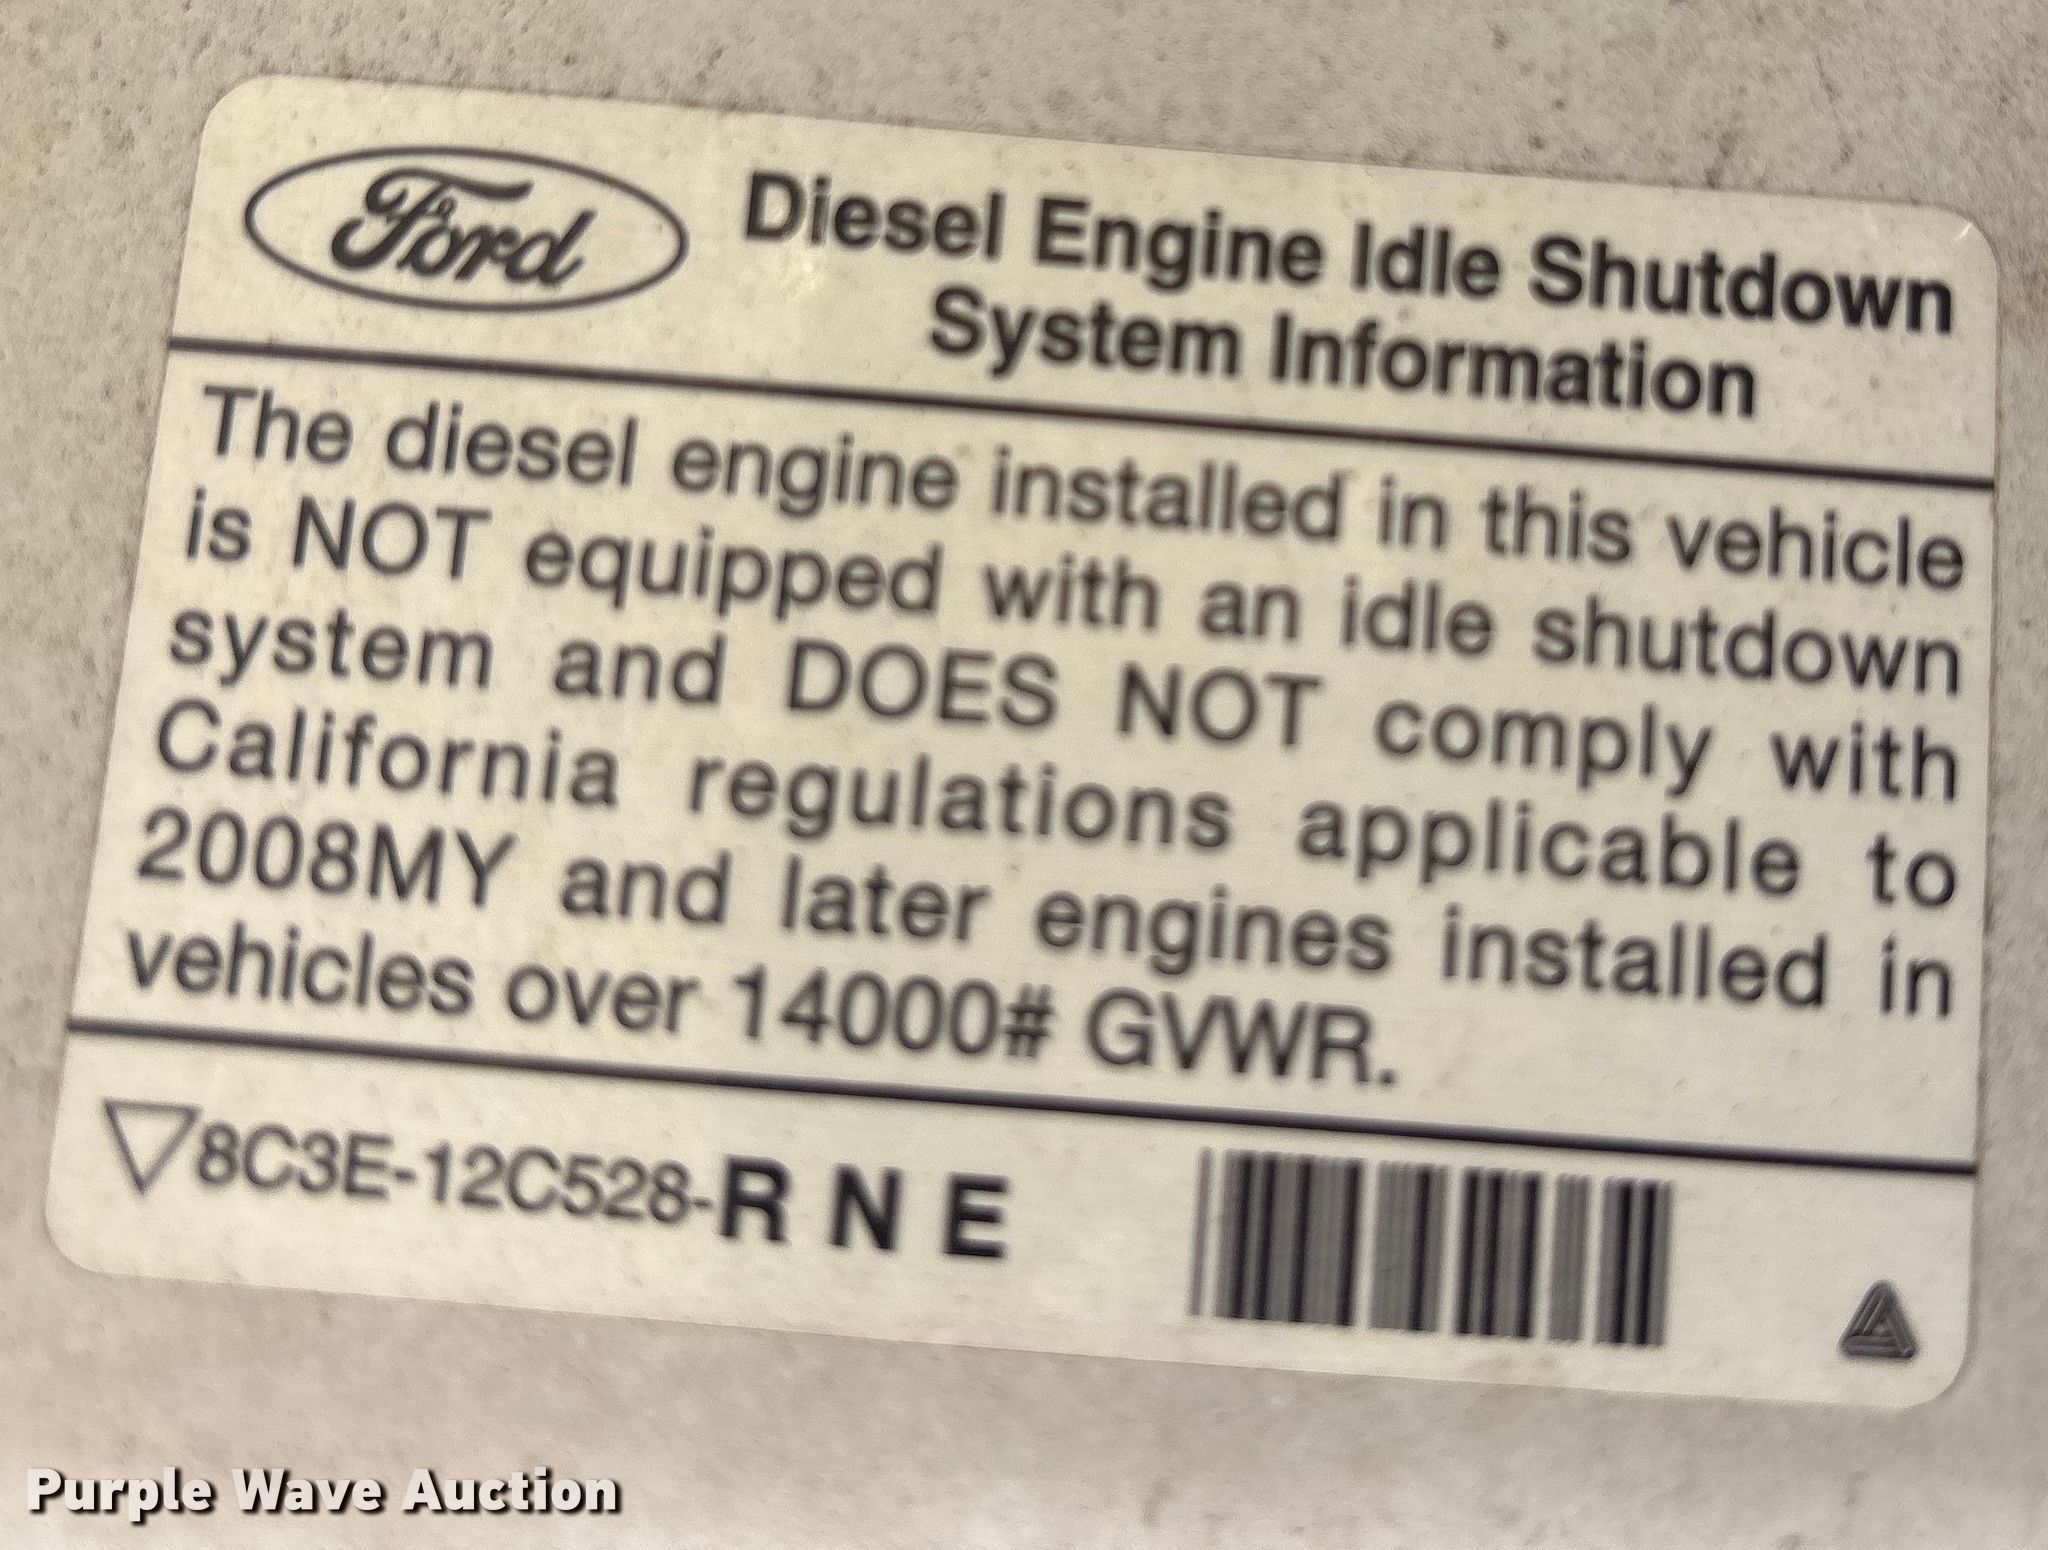 Ford
Diesel Engine Idle Shutdown
System Information
The diesel engine installed in this vehicle
is NOT equipped with an idle shutdown
system and DOES NOT comply with
California regulations applicable to
2008MY and later engines installed in
vehicles over 14000# GVWR.
8C3E-12C528-R N E
Purple Wave Auction